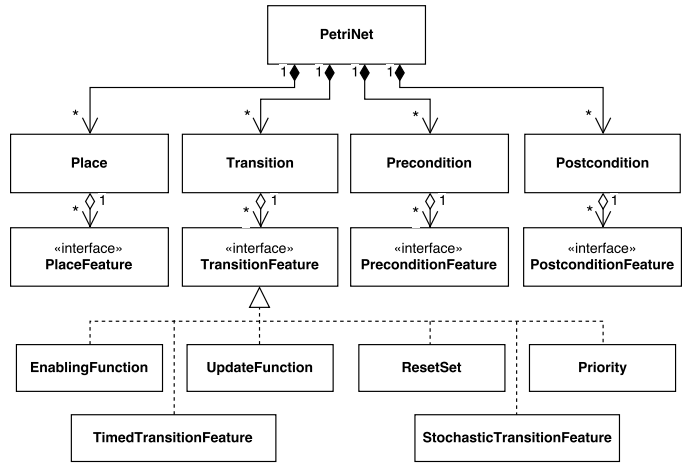 PetriNet
1 1 1 1
* * * *
Place Transition Precondition Postcondition
1 1 1 1
* * * *
«interface» «interface» «interface» «interface»
PlaceFeature TransitionFeature PreconditionFeature PostconditionFeature
EnablingFunction UpdateFunction ResetSet Priority
TimedTransitionFeature StochasticTransitionFeature